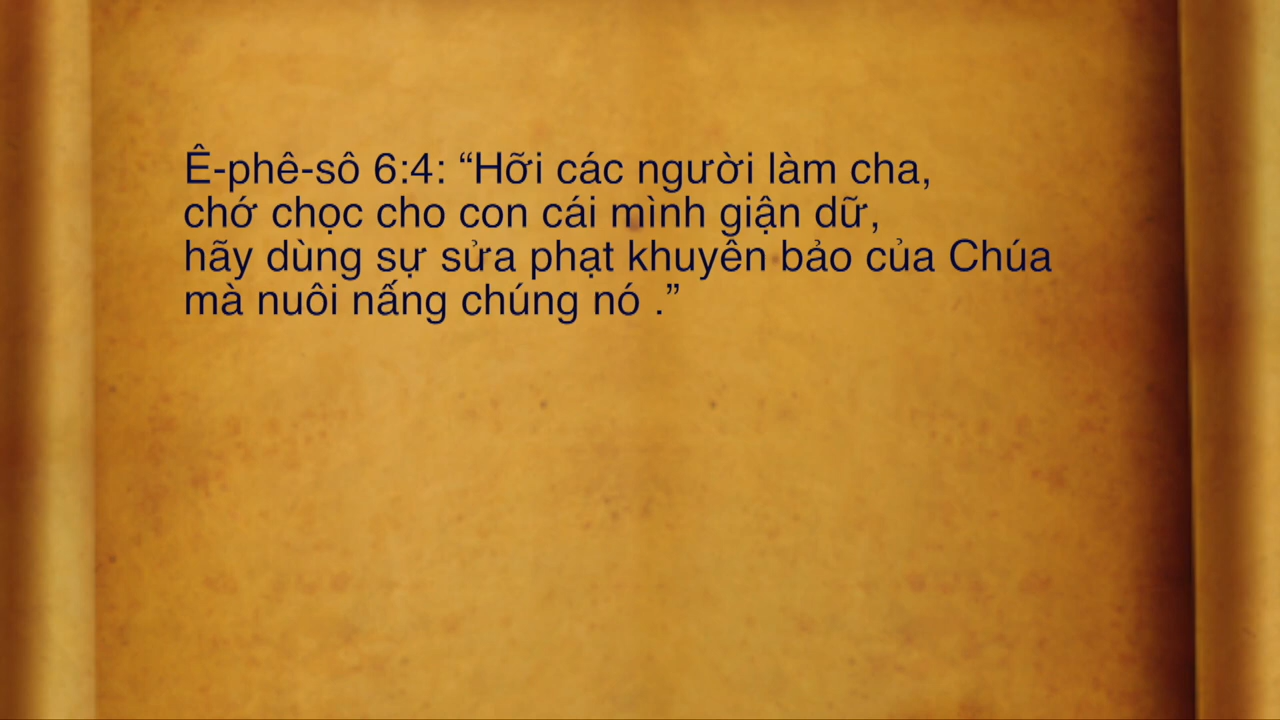 Ê-phê-sô 6:4: “Hỡi các người làm cha,
chớ chọc cho con cái mình giận dữ,
hãy dùng sự sửa phạt khuyên bảo của Chúa
mà nuôi nấng chúng nó .”